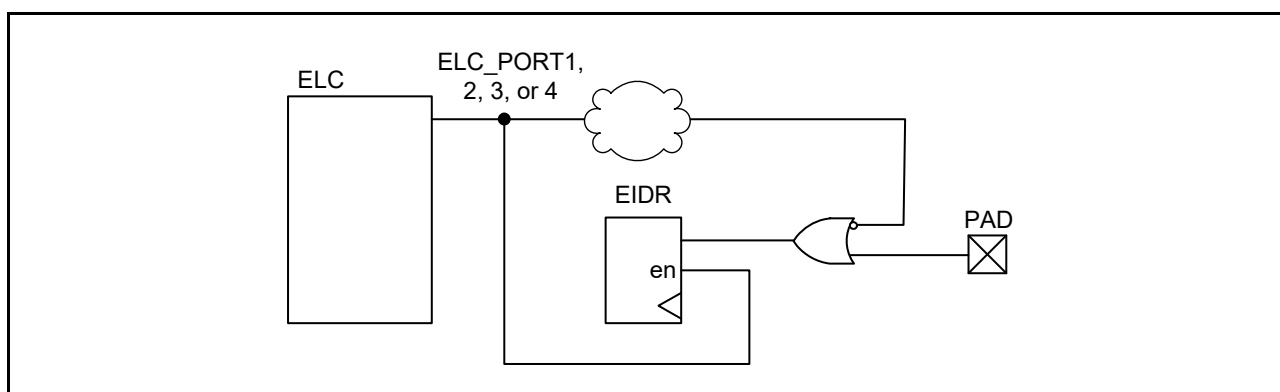 ELC
ELC_PORT1,
2, 3, or 4
EIDR
en
PAD